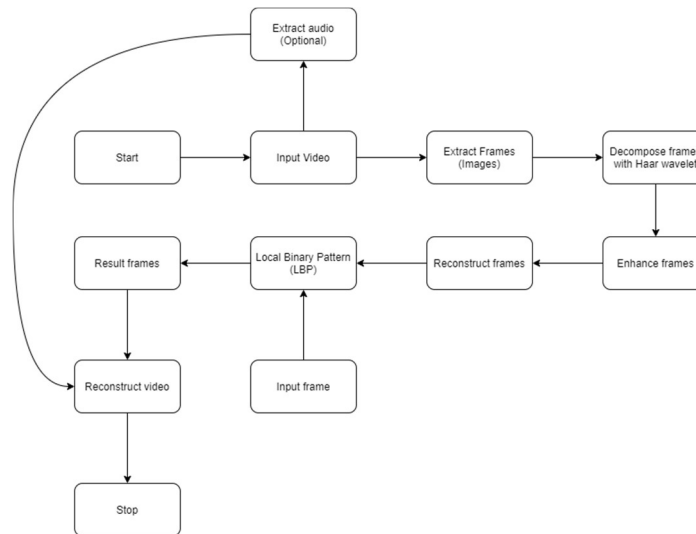 Extract audio
(Optional)
Start
Input Video
Extract Frames
(Images)
Decompose frame
with Haar wavelet
Result frames
Local Binary Pattern
(LBP)
Reconstruct frames
Enhance frames
Reconstruct video
Input frame
Stop